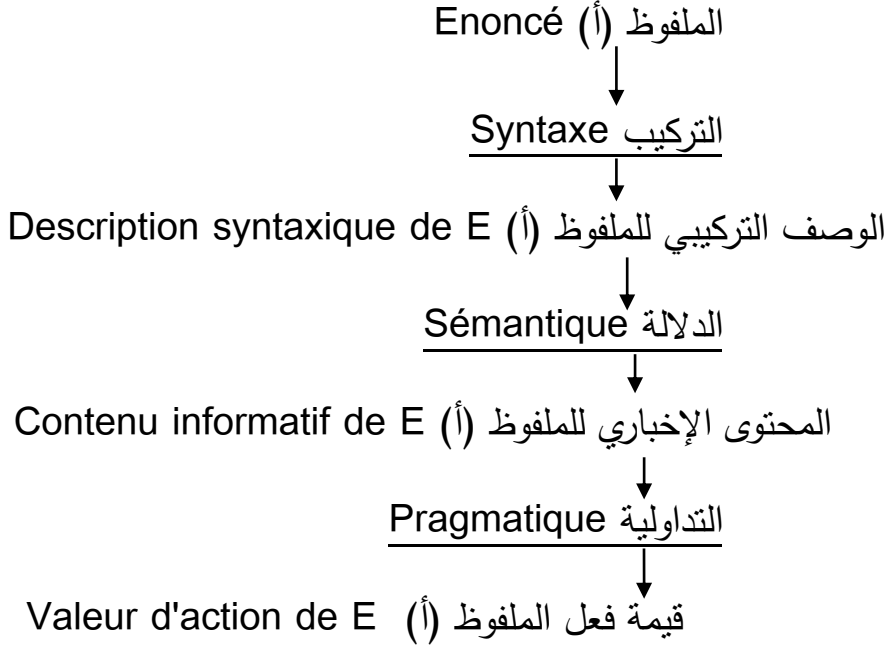 الملفوظ (أ) Enoncé
التركيب Syntaxe
الوصف التركيبي للملفوظ (أ) Description syntaxique de E
الدلالة Sémantique
المحتوى الإخباري للملفوظ (أ) Contenu informatif de E
التداولية Pragmatique
قيمة فعل الملفوظ (أ) Valeur d'action de E